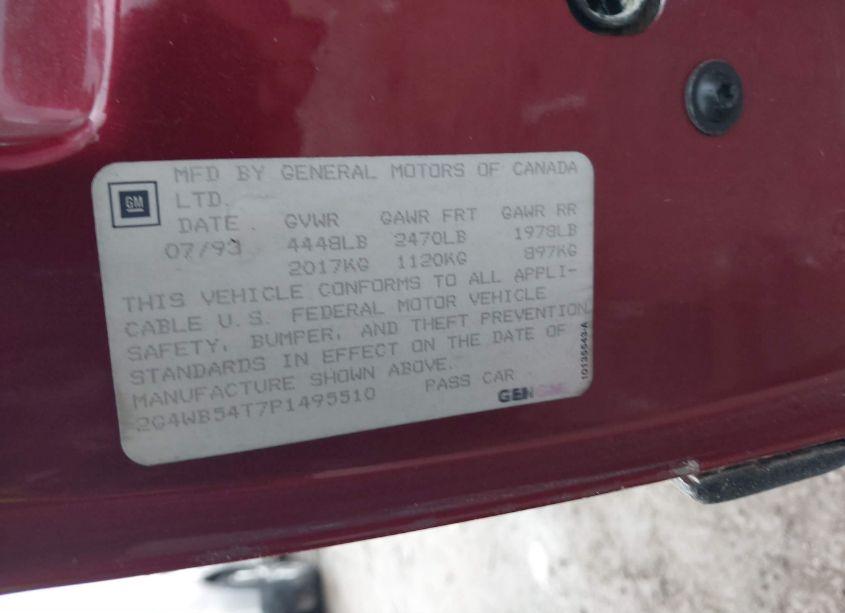 MFD BY GENERAL MOTORS OF CANADA
GM LTD.
DATE GVWR GAWR FRT GAWR RR
07/93 4448LB 2470LB 1978LB
2017KG 1120KG 897KG
THIS VEHICLE CONFORMS TO ALL APPLI-
CABLE U.S. FEDERAL MOTOR VEHICLE
SAFETY, BUMPER, AND THEFT PREVENTION
STANDARDS IN EFFECT ON THE DATE OF
MANUFACTURE SHOWN ABOVE.
2G4WB54T7P1495510 PASS CAR
GEN
10135543-A